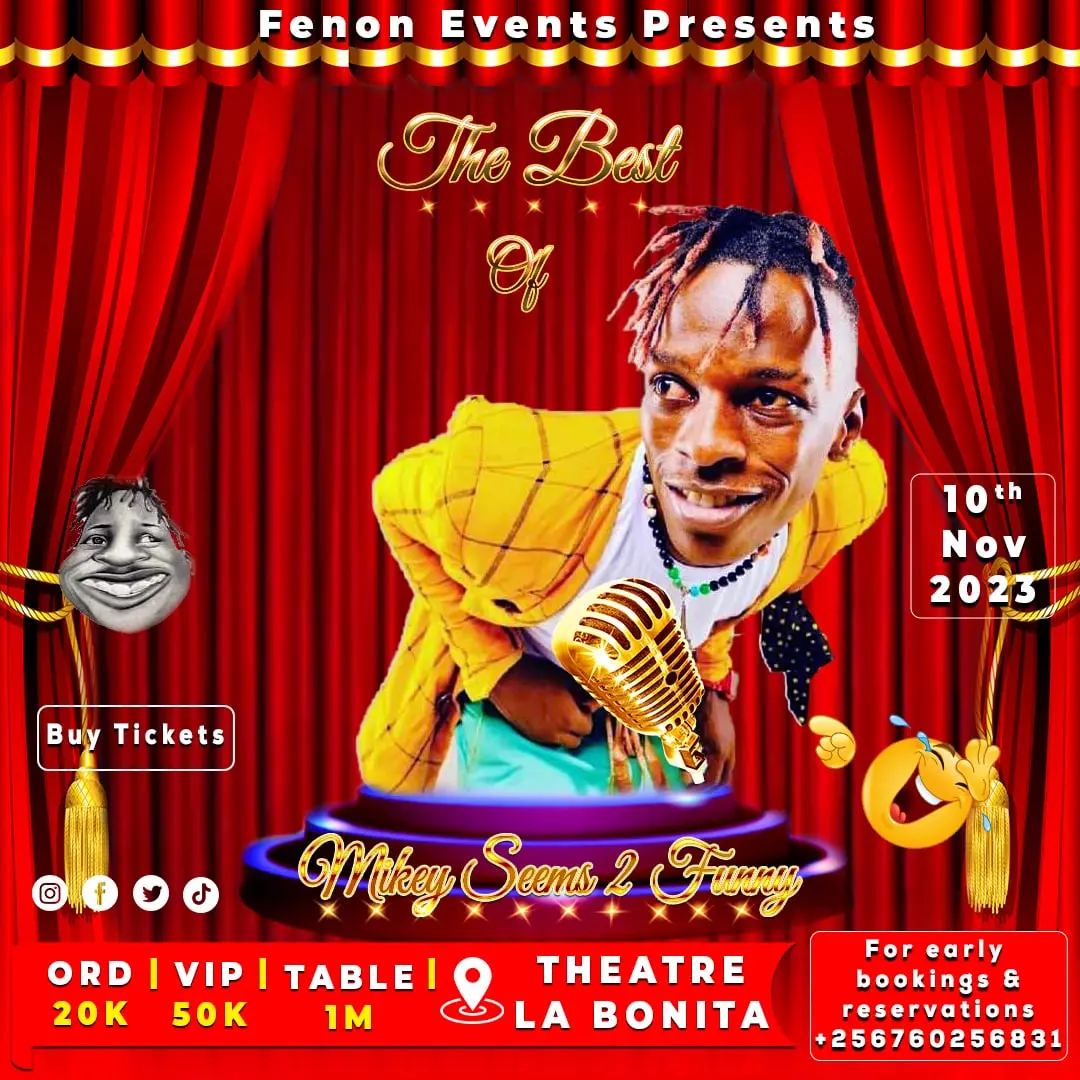 Fenon Events Presents
The Best
Of
10th
Nov
2023
Buy Tickets
Mikey Seems 2 Funny
ORD | VIP | TABLE |
20K 50K 1M
THEATRE
LA BONITA
For early
bookings &
reservations
+256760256831